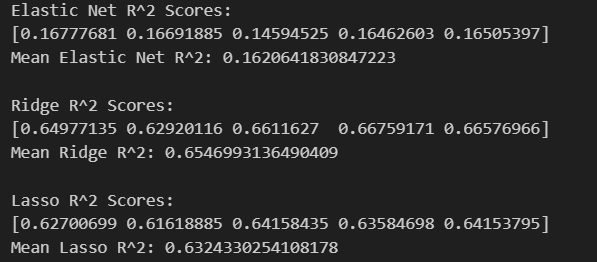 Elastic Net R^2 Scores:
[0.16777681 0.16691885 0.14594525 0.16462603 0.16505397]
Mean Elastic Net R^2: 0.1620641830847223
Ridge R^2 Scores:
[0.64977135 0.62920116 0.6611627  0.66759171 0.66576966]
Mean Ridge R^2: 0.6546993136490409
Lasso R^2 Scores:
[0.62700699 0.61618885 0.64158435 0.63584698 0.64153795]
Mean Lasso R^2: 0.6324330254108178